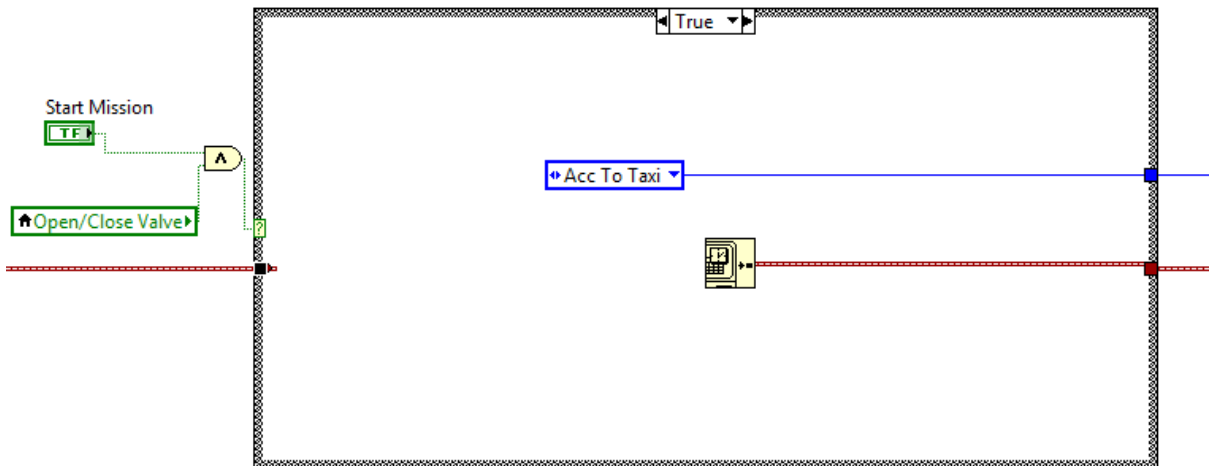 True
Start Mission
TF
Λ
Acc To Taxi
Open/Close Valve
?